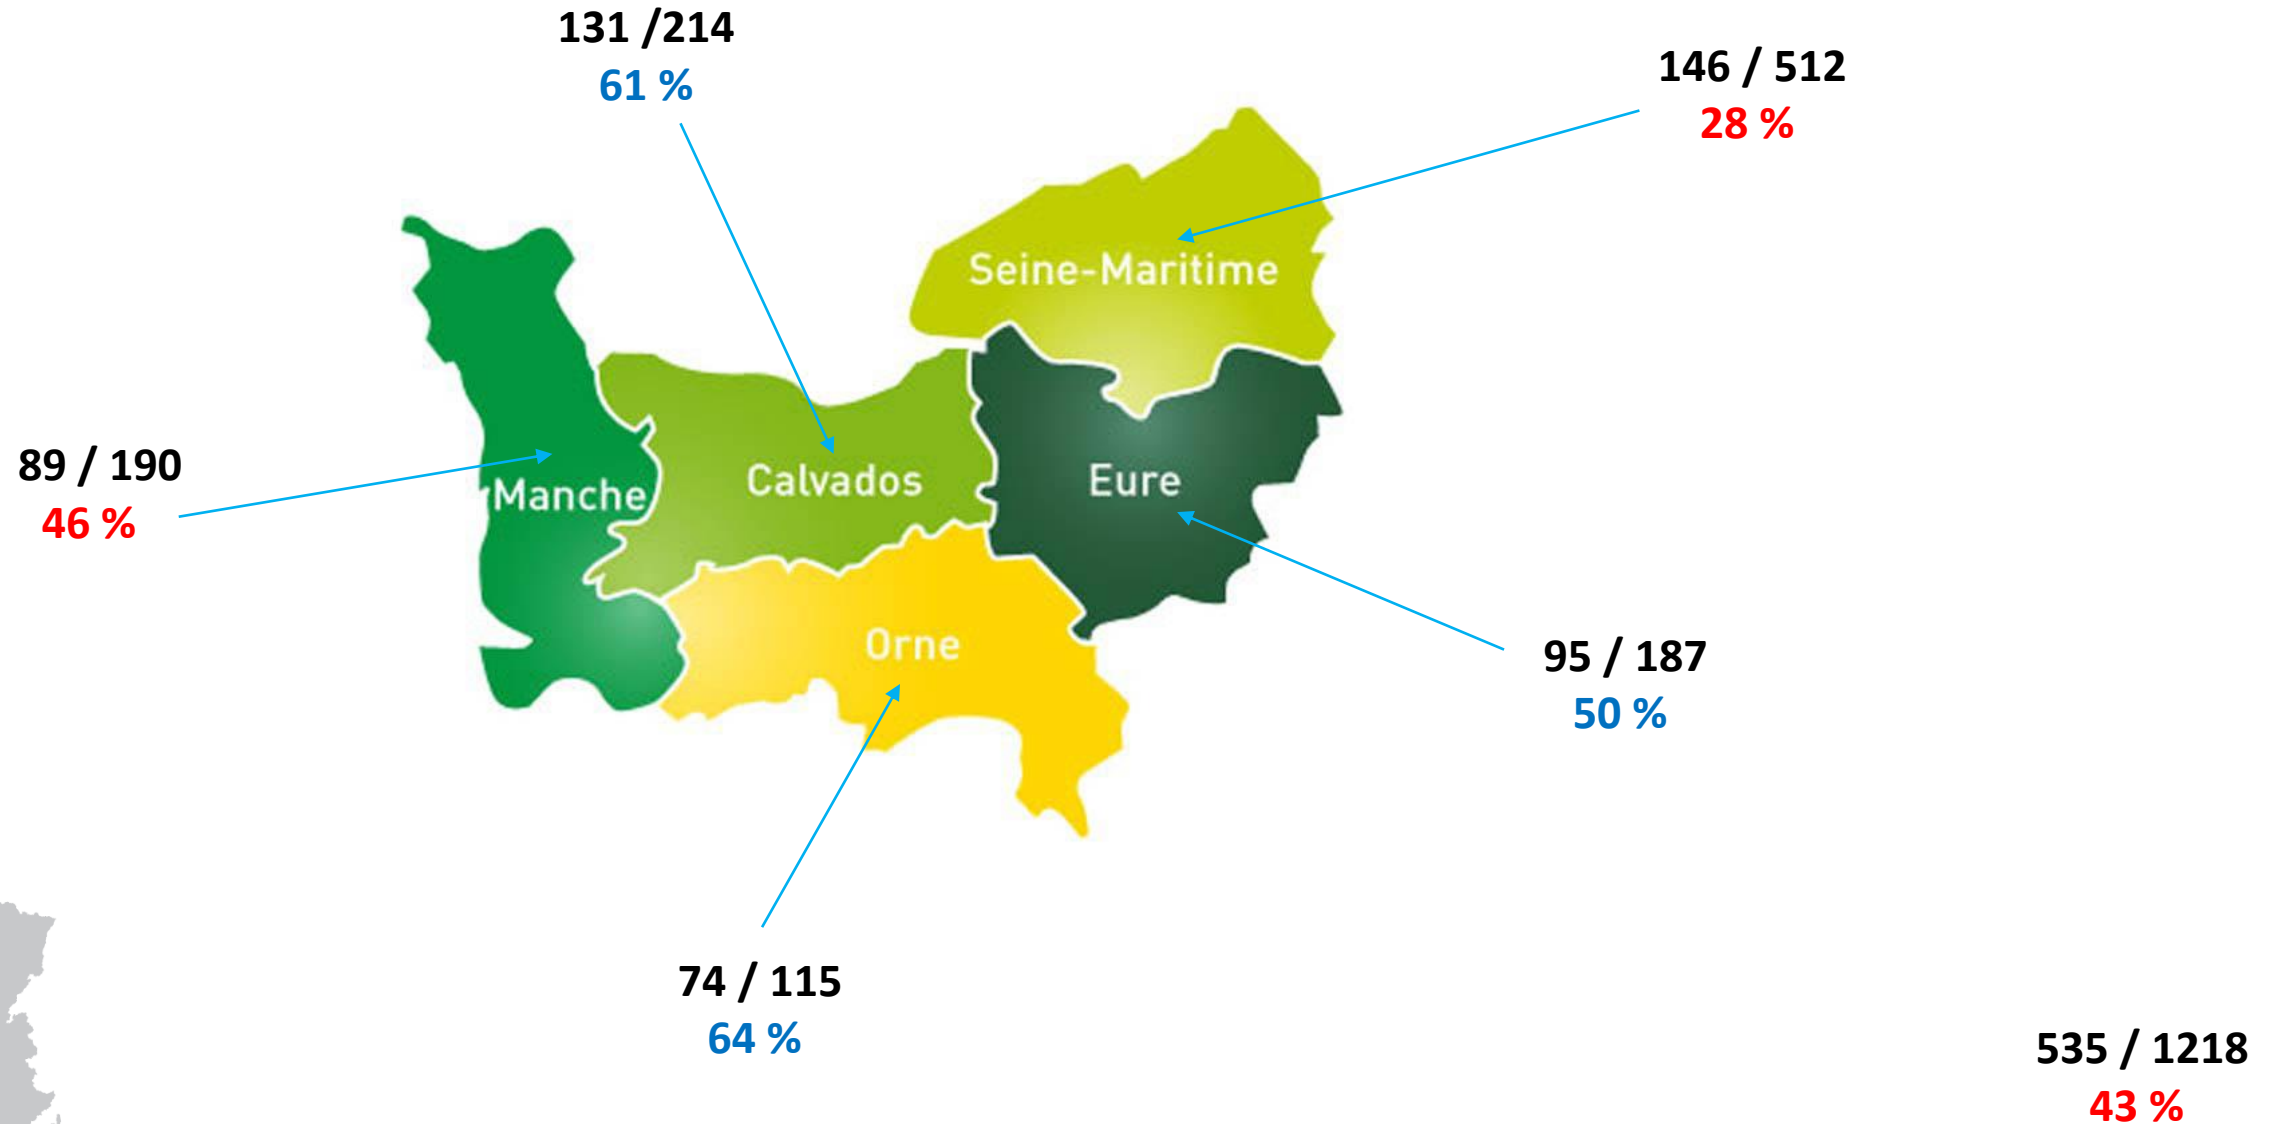 131 /214
61 %
146 / 512
28 %
Seine-Maritime
89 / 190
46 %
Manche
Calvados
Eure
Orne
95 / 187
50 %
74 / 115
64 %
535 / 1218
43 %